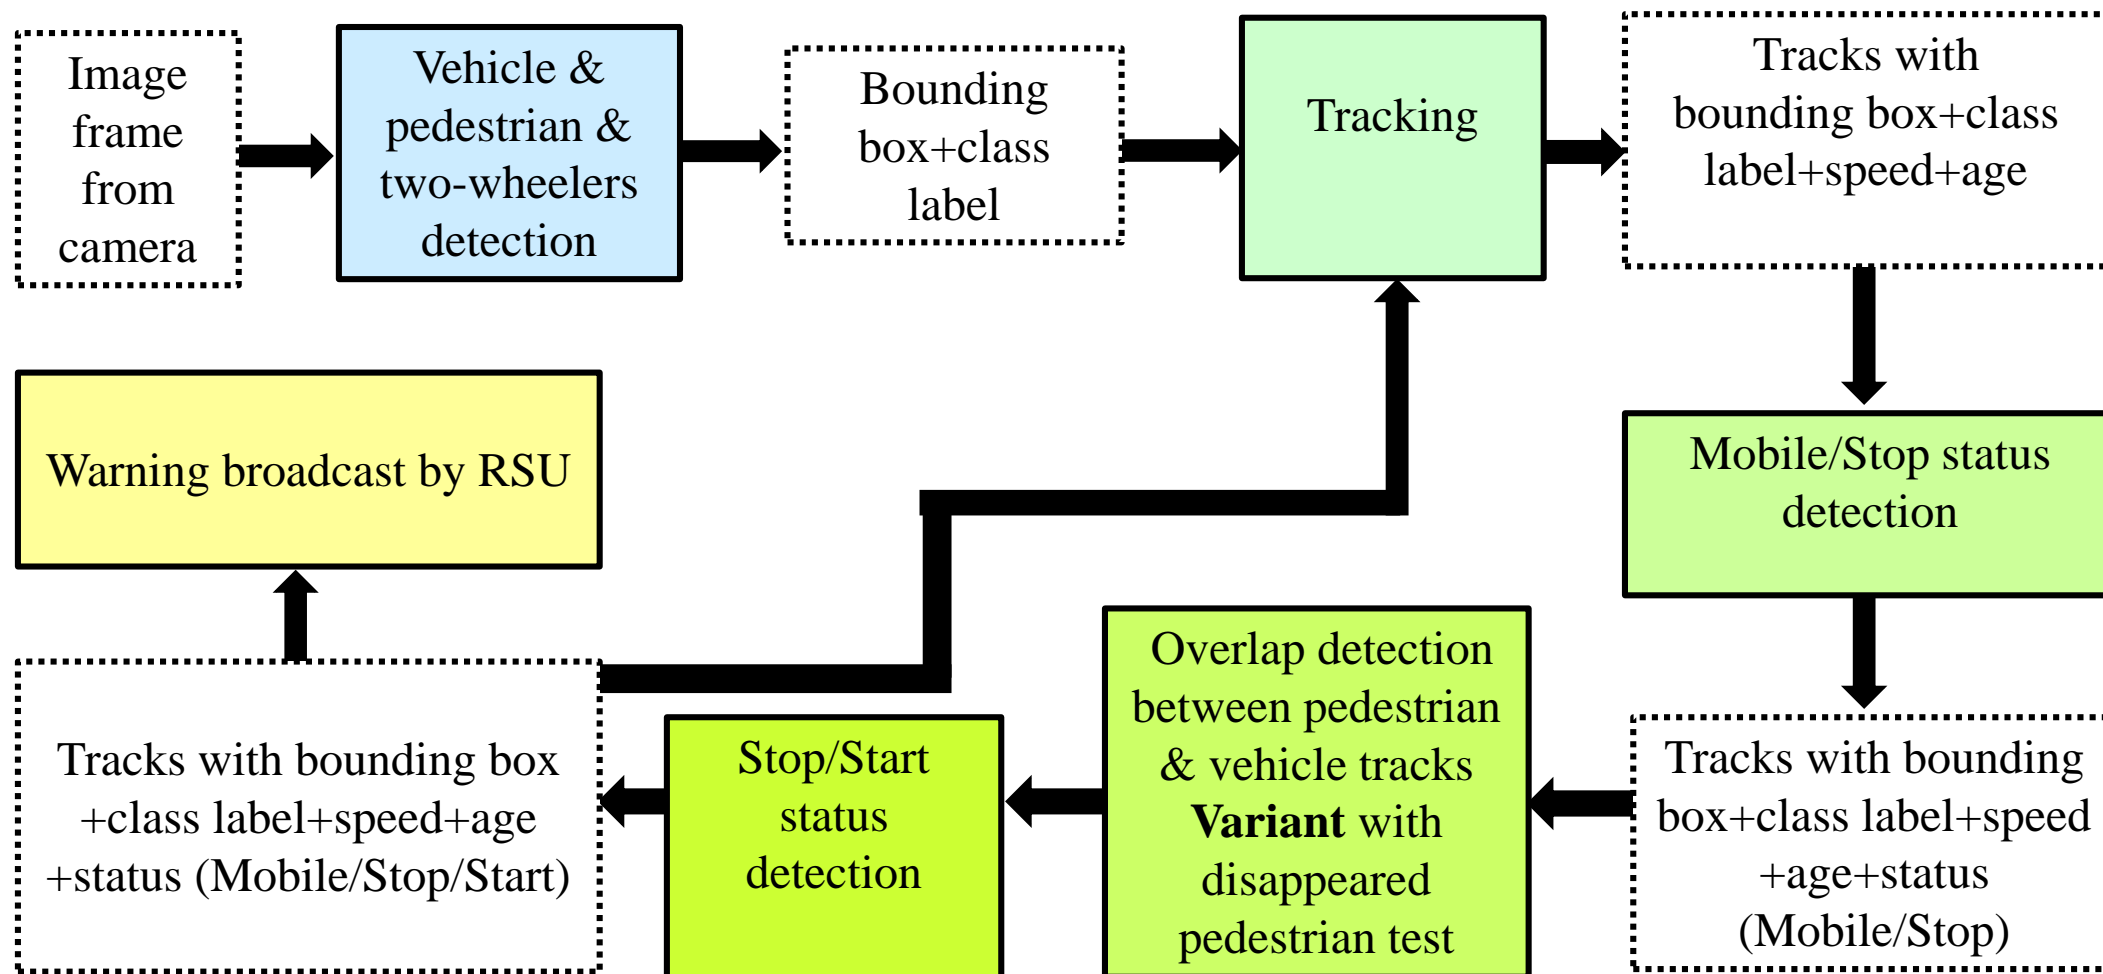 Image
frame
from
camera
Vehicle &
pedestrian &
two-wheelers
detection
Bounding
box+class
label
Tracking
Tracks with
bounding box+class
label+speed+age
Mobile/Stop status
detection
Tracks with bounding
box+class label+speed
+age+status
(Mobile/Stop)
Overlap detection
between pedestrian
& vehicle tracks
Variant with
disappeared
pedestrian test
Stop/Start
status
detection
Tracks with bounding box
+class label+speed+age
+status (Mobile/Stop/Start)
Warning broadcast by RSU